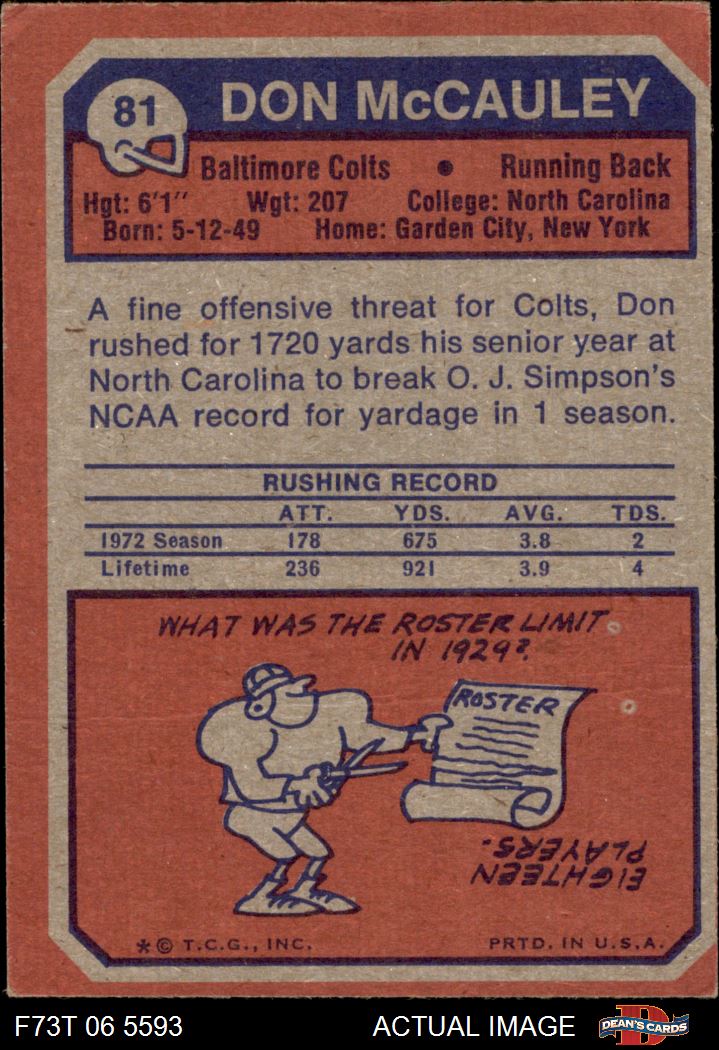 81
DON McCAULEY
Baltimore Colts • Running Back
Hgt: 6'1" Wgt: 207 College: North Carolina
Born: 5-12-49 Home: Garden City, New York
A fine offensive threat for Colts, Don
rushed for 1720 yards his senior year at
North Carolina to break O. J. Simpson's
NCAA record for yardage in 1 season.
RUSHING RECORD
ATT. YDS. AVG. TDS.
1972 Season 178 675 3.8 2
Lifetime 236 921 3.9 4
WHAT WAS THE ROSTER LIMIT
IN 1929?
ROSTER
EIGHTEEN
PLAYERS.
*© T.C.G., INC. PRTD. IN U.S.A.
F73T 06 5593 ACTUAL IMAGE
D
DEAN'S CARDS